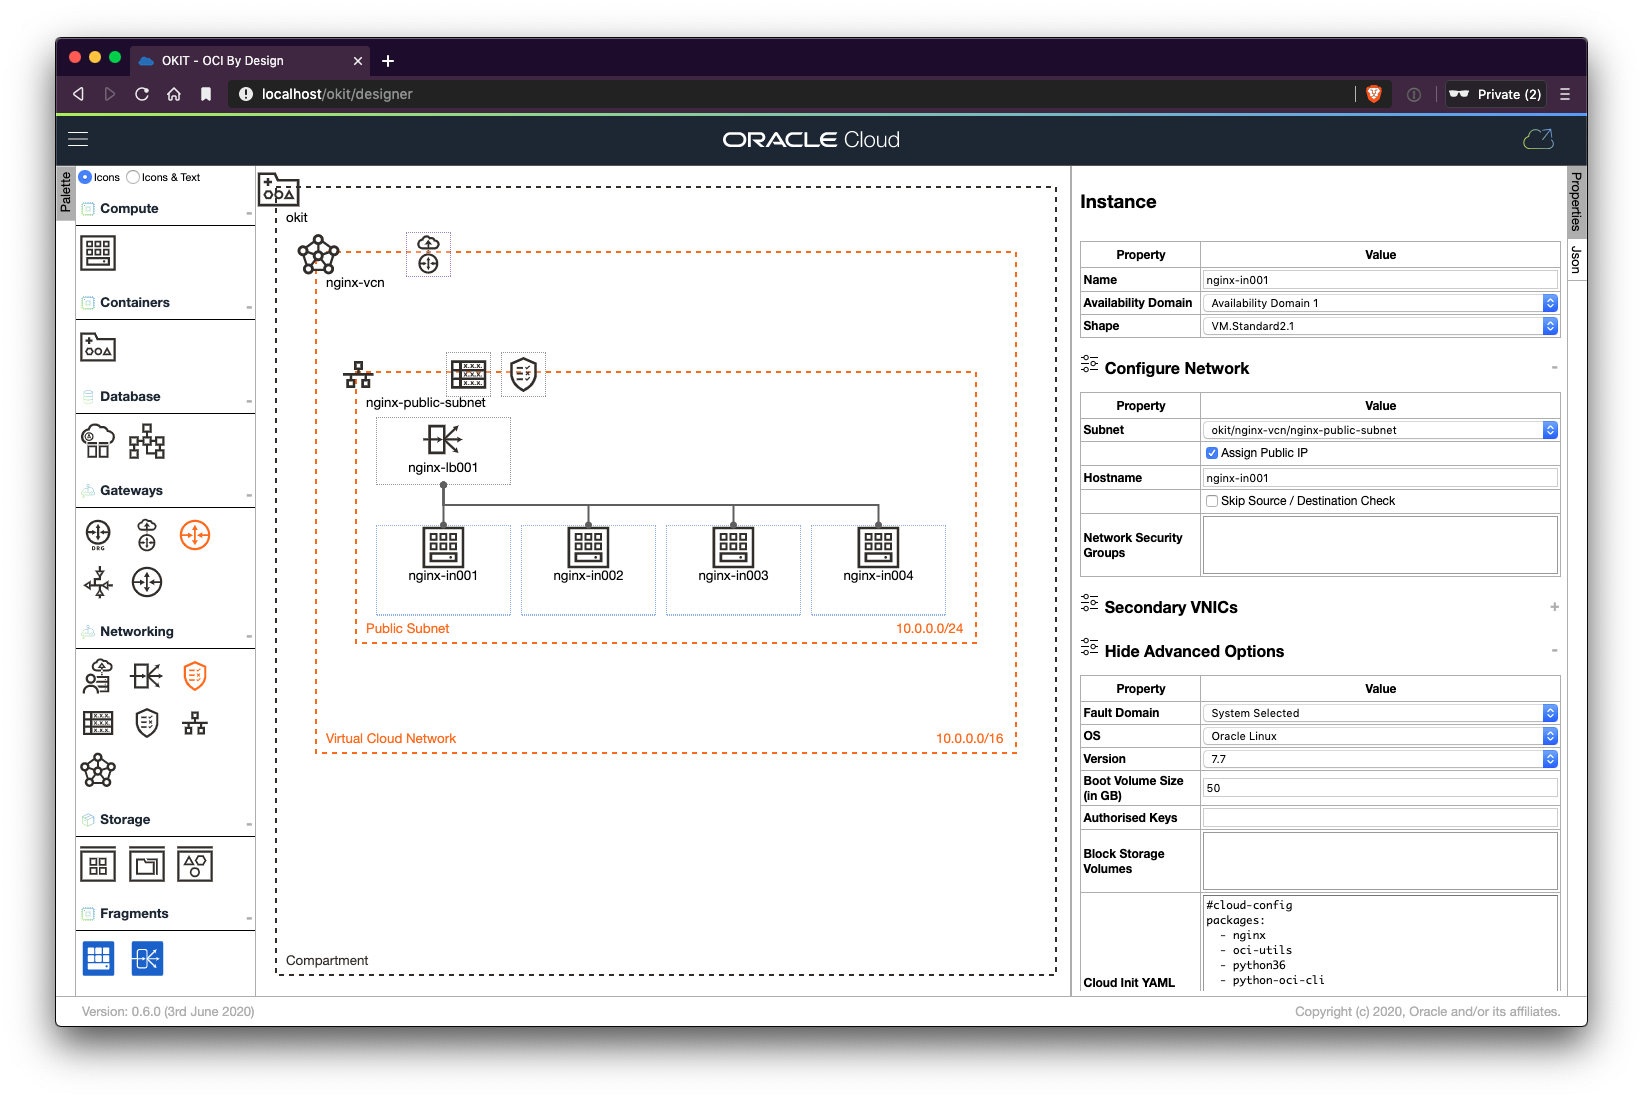 OKIT - OCI By Design
localhost/okit/designer
Private (2)
ORACLE Cloud
Palette
Icons Icons & Text
Compute
Containers
Database
Gateways
DRG
Networking
Storage
Fragments
okit
nginx-vcn
x.x.x.
x.x.x.
nginx-public-subnet
nginx-lb001
nginx-in001
nginx-in002
nginx-in003
nginx-in004
Public Subnet
10.0.0.0/24
Virtual Cloud Network
10.0.0.0/16
Compartment
Properties
Json
Instance
Property Value
Name nginx-in001
Availability Domain Availability Domain 1
Shape VM.Standard2.1
Configure Network
Property Value
Subnet okit/nginx-vcn/nginx-public-subnet
Assign Public IP
Hostname nginx-in001
Skip Source / Destination Check
Network Security
Groups
Secondary VNICs
Hide Advanced Options
Property Value
Fault Domain System Selected
OS Oracle Linux
Version 7.7
Boot Volume Size
(in GB) 50
Authorised Keys
Block Storage
Volumes
Cloud Init YAML
#cloud-config
packages:
- nginx
- oci-utils
- python36
- python-oci-cli
Version: 0.6.0 (3rd June 2020)
Copyright (c) 2020, Oracle and/or its affiliates.